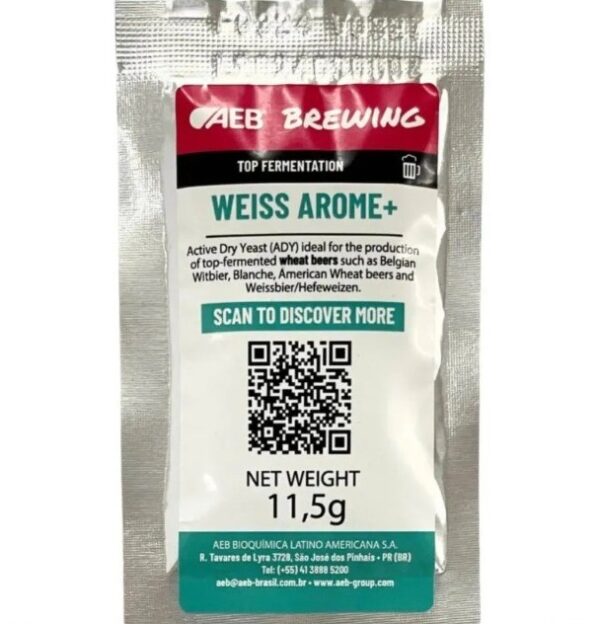 AEB BREWING
TOP FERMENTATION
WEISS AROME+
Active Dry Yeast (ADY) ideal for the production
of top-fermented wheat beers such as Belgian
Witbier, Blanche, American Wheat beers and
Weissbier/Hefeweizen.
SCAN TO DISCOVER MORE
NET WEIGHT
11,5g
AEB BIOQUÍMICA LATINO AMERICANA S.A.
R. Tavares de Lyra 3728, São José dos Pinhais • PR (BR)
Tel: (+55) 41 3888 5200
aeb@aeb-brasil.com.br • www.aeb-group.com